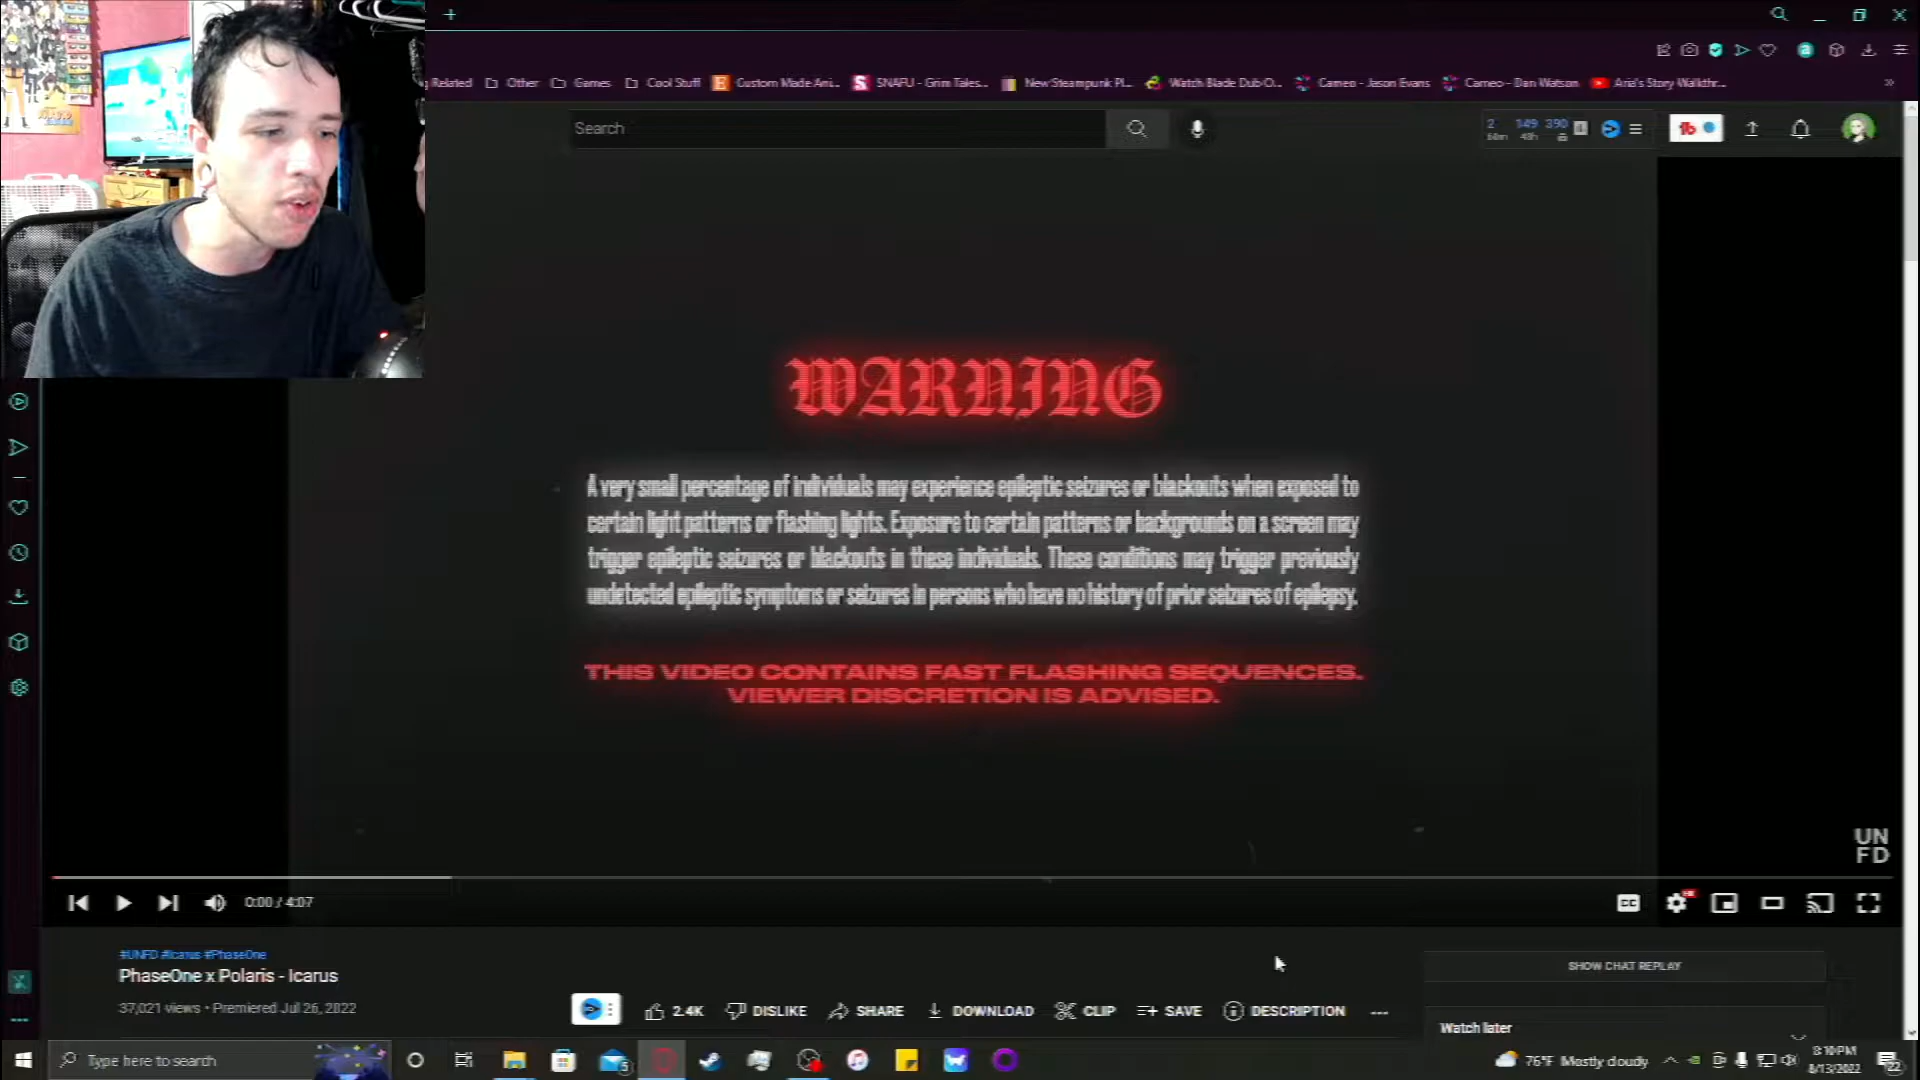 Related Other Games Cool Stuff Custom Made Ani... SNAFU - Grim Tales... New Steampunk Pl... Watch Blade Dub-O... Cameo - Jason Evans Cameo - Dan Watson Aria's Story Walkthr...
Search
2 149 390
WARNING
A very small percentage of individuals may experience epileptic seizures or blackouts when exposed to
certain light patterns or flashing lights. Exposure to certain patterns or backgrounds on a screen may
trigger epileptic seizures or blackouts in these individuals. These conditions may trigger previously
undetected epileptic symptoms or seizures in persons who have no history of prior seizures of epilepsy.
THIS VIDEO CONTAINS FAST FLASHING SEQUENCES.
VIEWER DISCRETION IS ADVISED.
UN
FD
0:00 / 4:07
#UNFD #Icarus #PhaseOne
PhaseOne x Polaris - Icarus
37,021 views • Premiered Jul 26, 2022
2.4K DISLIKE SHARE DOWNLOAD CLIP SAVE DESCRIPTION
SHOW CHAT REPLAY
Watch later
Type here to search
76°F Mostly cloudy
8:10 PM
8/13/2022
22